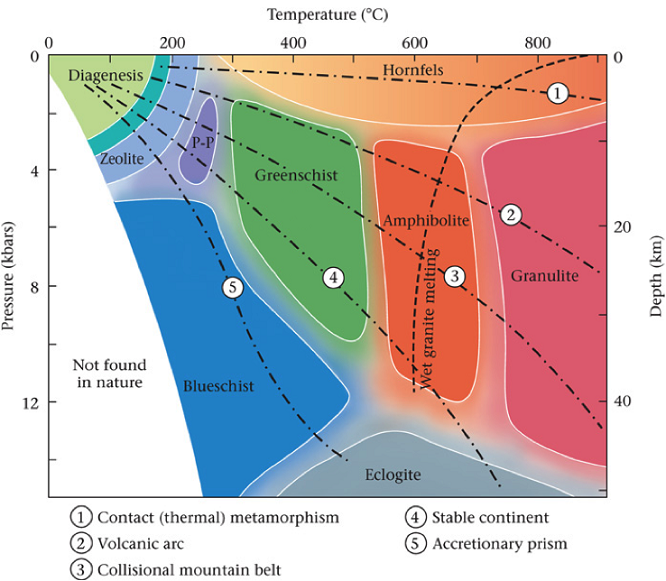 Temperature (°C)
0 200 400 600 800
0
4
8
12
Pressure (kbars)
0
20
40
Depth (km)
Diagenesis
Hornfels
1
Zeolite
P-P
Greenschist
Amphibolite
2
Granulite
3
4
5
Wet granite melting
Not found
in nature
Blueschist
Eclogite
1 Contact (thermal) metamorphism
2 Volcanic arc
3 Collisional mountain belt
4 Stable continent
5 Accretionary prism